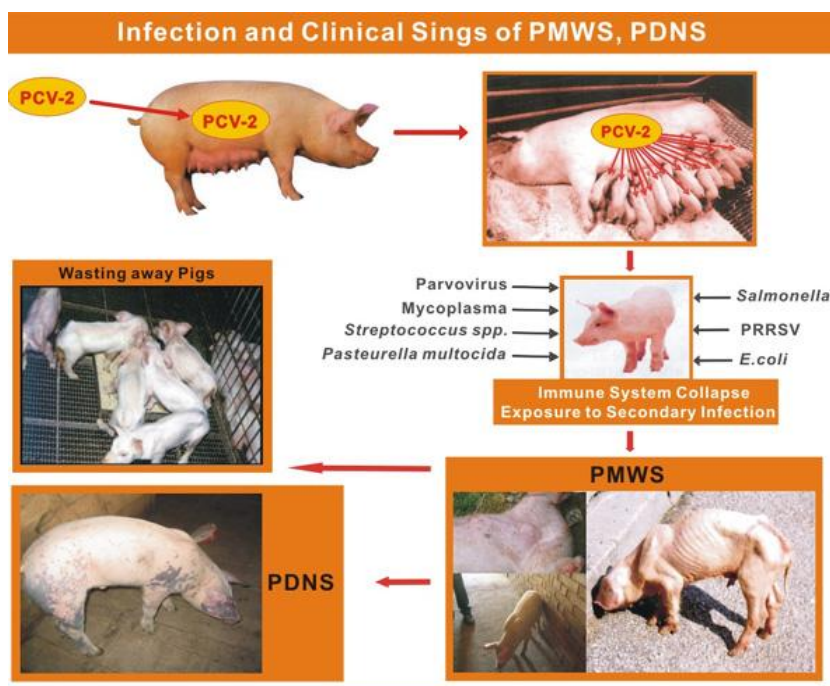 Infection and Clinical Sings of PMWS, PDNS
PCV-2
PCV-2
PCV-2
Wasting away Pigs
Parvovirus
Mycoplasma
Streptococcus spp.
Pasteurella multocida
Salmonella
PRRSV
E.coli
Immune System Collapse
Exposure to Secondary Infection
PMWS
PDNS